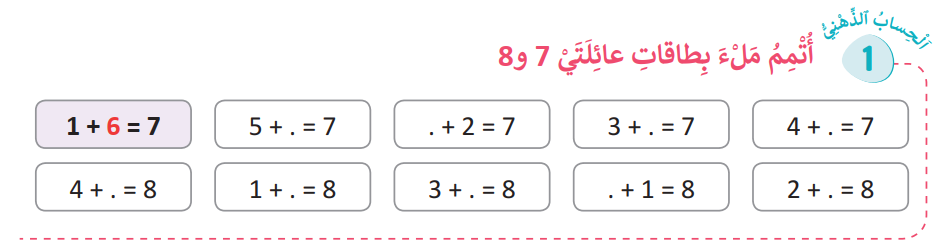 اَلْحِسابُ الذِّهْنِيُّ
1 أُتْمِمُ مَلْءَ بِطاقاتِ عائِلَتَيْ 7 و8
1 + 6 = 7 5 + . = 7 . + 2 = 7 3 + . = 7 4 + . = 7
4 + . = 8 1 + . = 8 3 + . = 8 . + 1 = 8 2 + . = 8